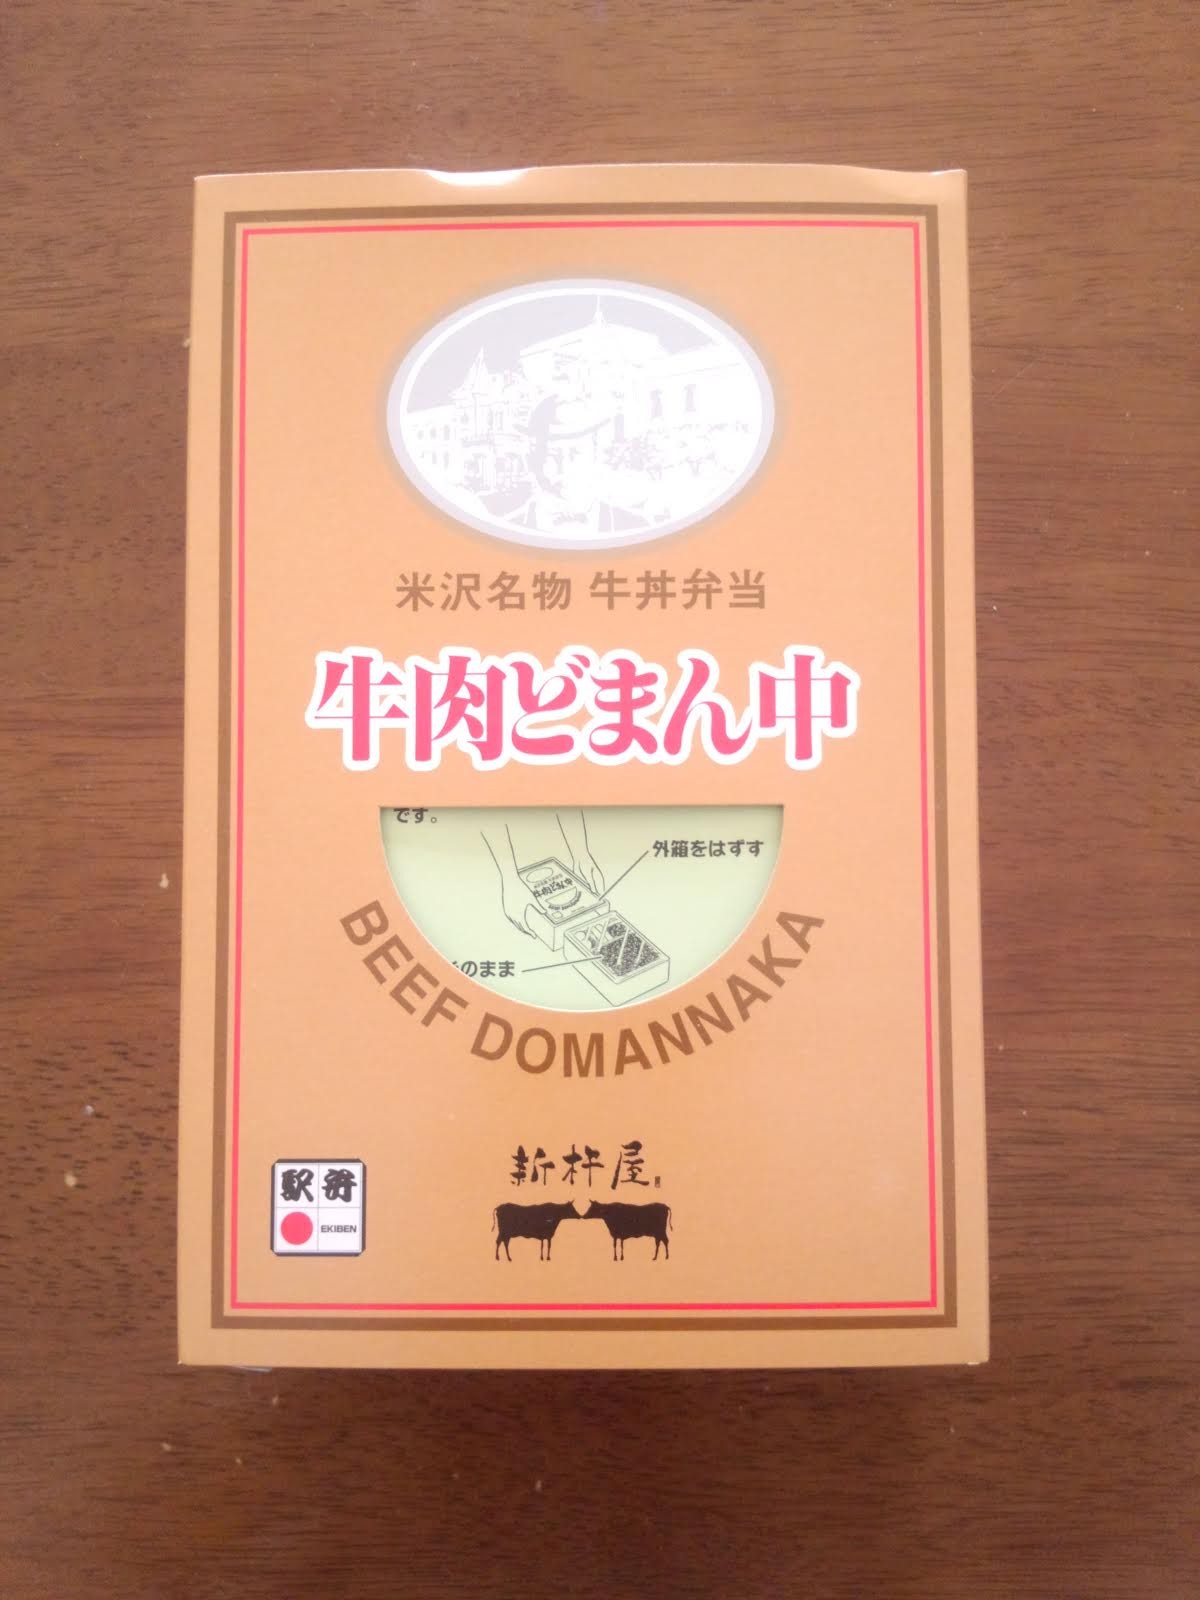 米沢名物 牛丼弁当
牛肉どまん中
です。
外箱をはずす
のまま
BEEF DOMANNAKA
新杵屋
駅弁
EKIBEN